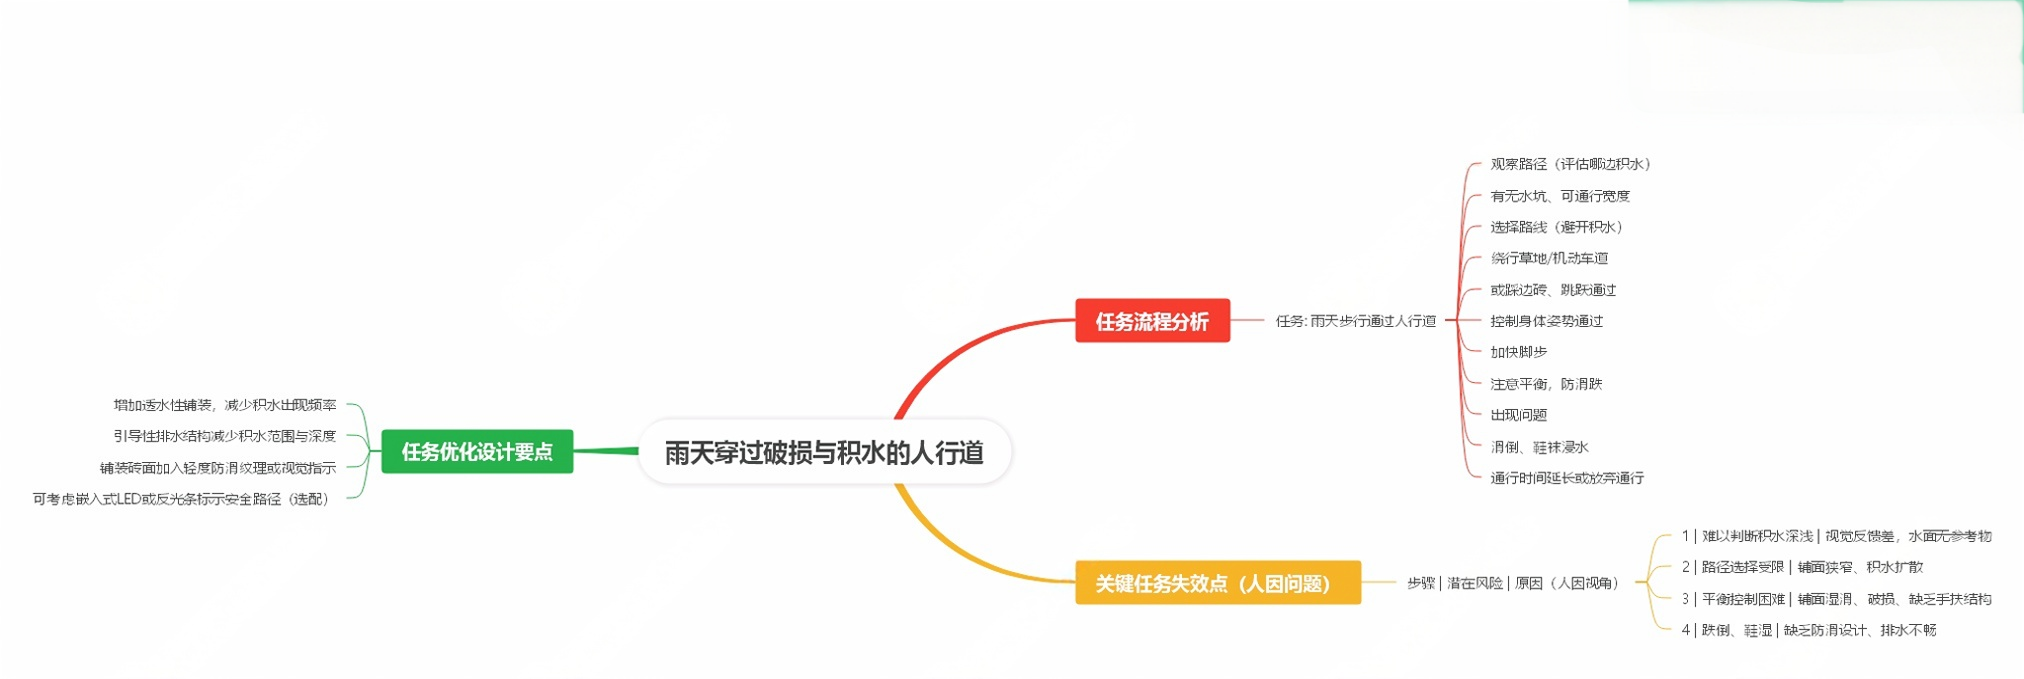 雨天穿过破损与积水的人行道
任务流程分析
任务: 雨天步行通过人行道
观察路径（评估哪边积水）
有无水坑、可通行宽度
选择路线（避开积水）
绕行草地/机动车道
或踩边砖、跳跃通过
控制身体姿势通过
加快脚步
注意平衡，防滑跌
出现问题
滑倒、鞋袜浸水
通行时间延长或放弃通行
关键任务失效点（人因问题）
步骤 | 潜在风险 | 原因（人因视角）
1 | 难以判断积水深浅 | 视觉反馈差，水面无参考物
2 | 路径选择受限 | 铺面狭窄、积水扩散
3 | 平衡控制困难 | 铺面湿滑、破损、缺乏手扶结构
4 | 跌倒、鞋湿 | 缺乏防滑设计、排水不畅
任务优化设计要点
增加透水性铺装，减少积水出现频率
引导性排水结构减少积水范围与深度
铺装砖面加入轻度防滑纹理或视觉指示
可考虑嵌入式LED或反光条标示安全路径（选配）